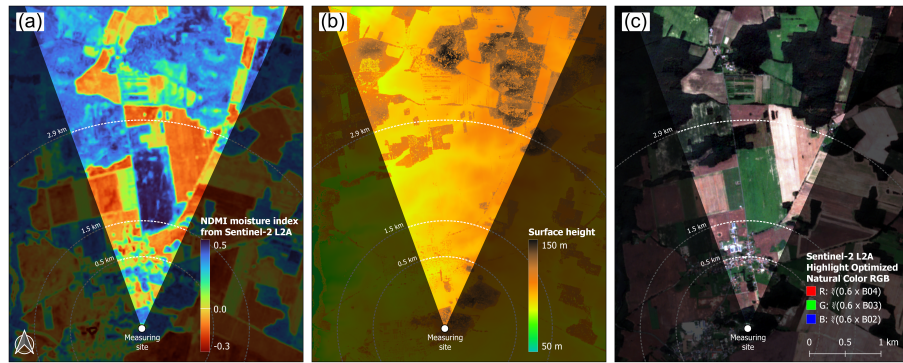 (a)
2.9 km
1.5 km
0.5 km
NDMI moisture index
from Sentinel-2 L2A
0.5
0.0
-0.3
Measuring
site
(b)
2.9 km
1.5 km
0.5 km
Surface height
150 m
50 m
Measuring
site
(c)
2.9 km
1.5 km
0.5 km
Sentinel-2 L2A
Highlight Optimized
Natural Color RGB
R: ∛(0.6 x B04)
G: ∛(0.6 x B03)
B: ∛(0.6 x B02)
Measuring
site
0 0.5 1 km